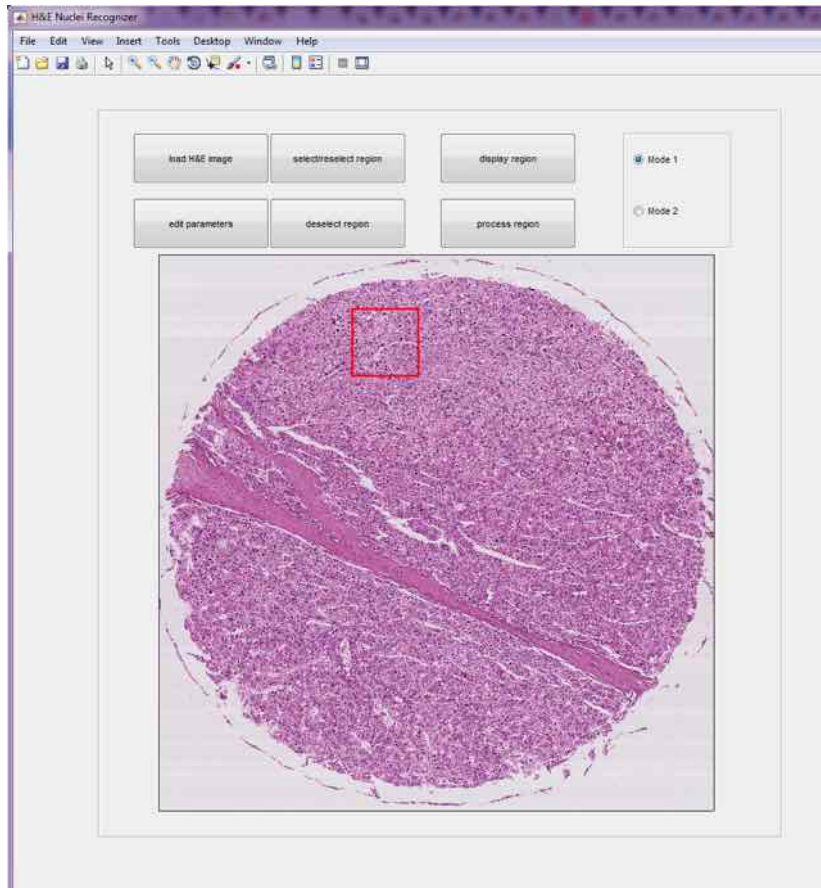 H&E Nuclei Recognizer
File Edit View Insert Tools Desktop Window Help
load H&E image select/reselect region display region Mode 1
edit parameters deselect region process region Mode 2